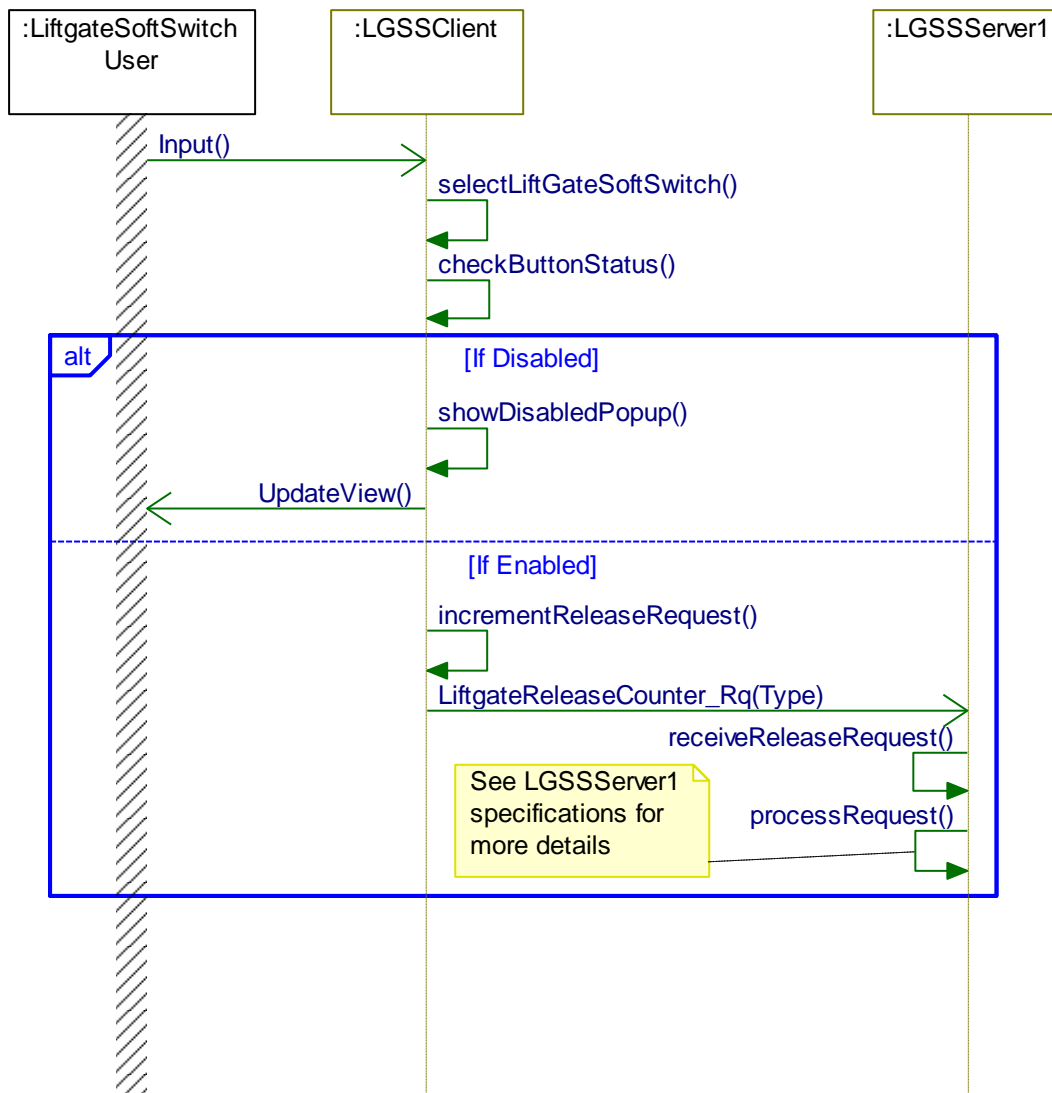 :LiftgateSoftSwitch
User
:LGSSClient
:LGSSServer1
Input()
selectLiftGateSoftSwitch()
checkButtonStatus()
alt
[If Disabled]
showDisabledPopup()
UpdateView()
[If Enabled]
incrementReleaseRequest()
LiftgateReleaseCounter_Rq(Type)
receiveReleaseRequest()
See LGSSServer1
specifications for
more details
processRequest()